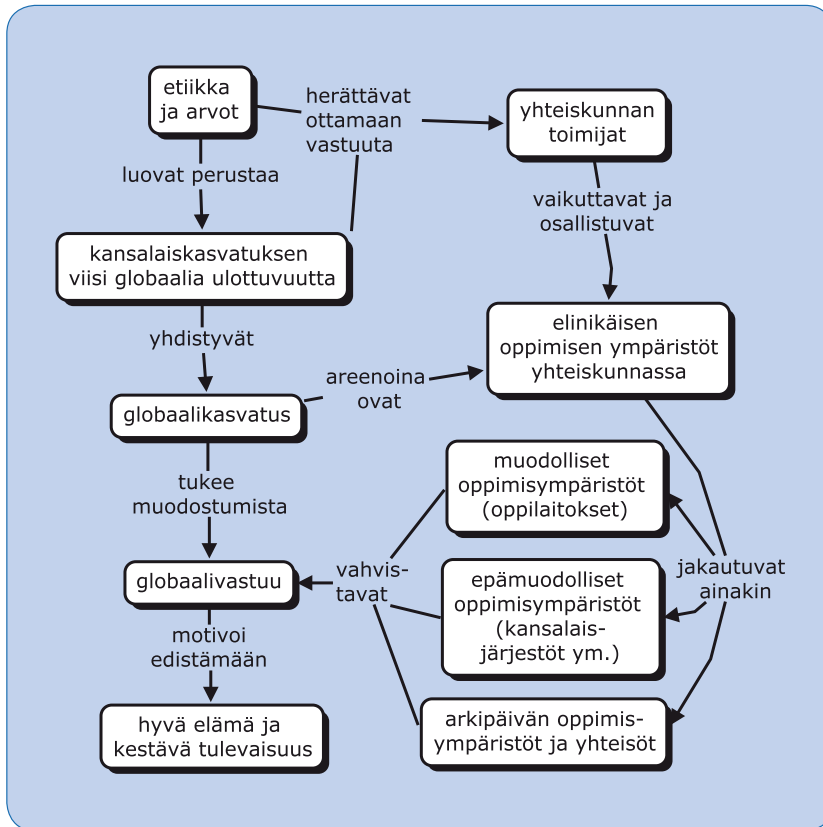 etiikka
ja arvot
herättävat
ottamaan
vastuuta
yhteiskunnan
toimijat
luovat perustaa
vaikuttavat ja
osallistuvat
kansalaiskasvatuksen
viisi globaalia ulottuvuutta
yhdistyvät
elinikäisen
oppimisen ympäristöt
yhteiskunnassa
areenoina
ovat
globaalikasvatus
tukee
muodostumista
muodolliset
oppimisympäristöt
(oppilaitokset)
globaalivastuu
vahvis-
tavat
epämuodolliset
oppimisympäristöt
(kansalais-
järjestöt ym.)
jakautuvat
ainakin
motivoi
edistämään
hyvä elämä ja
kestävä tulevaisuus
arkipäivän oppimis-
ympäristöt ja yhteisöt